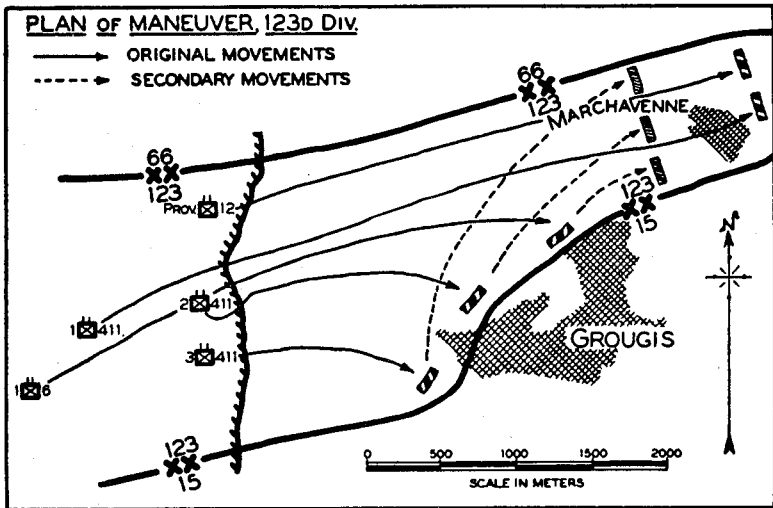 PLAN OF MANEUVER, 123D DIV.
ORIGINAL MOVEMENTS
SECONDARY MOVEMENTS
66
123
MARCHAVENNE
66
123
PROV. 12
123
15
N
2 411
1 411
GROUGIS
3 411
1 6
123
15
0 500 1000 1500 2000
SCALE IN METERS